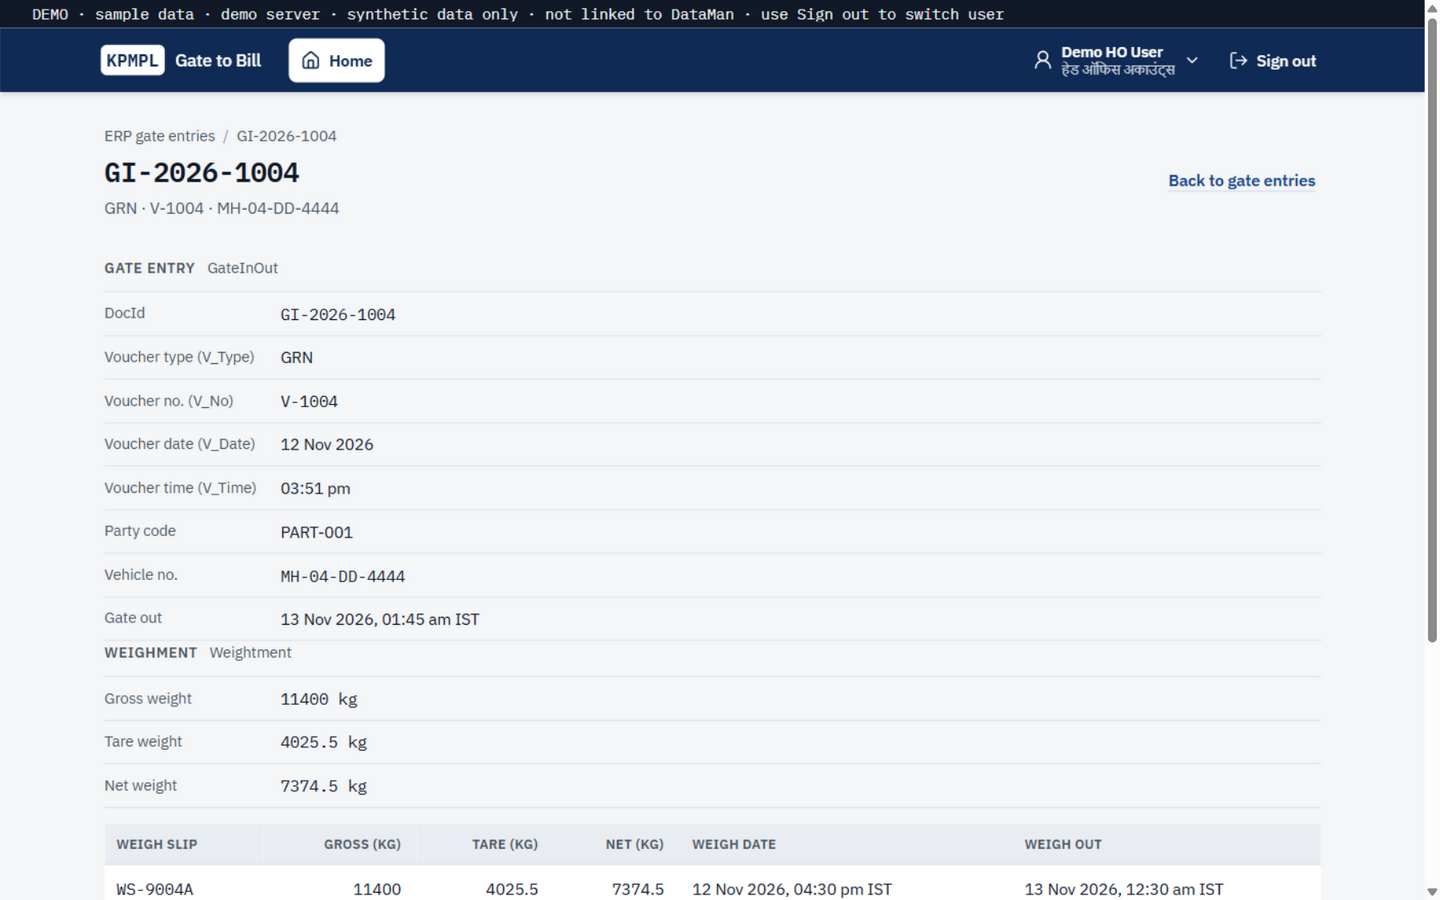 DEMO · sample data · demo server · synthetic data only · not linked to DataMan · use Sign out to switch user
KPMPL Gate to Bill Home Demo HO User Sign out
हेड ऑफिस अकाउंट्स
ERP gate entries / GI-2026-1004
GI-2026-1004
Back to gate entries
GRN · V-1004 · MH-04-DD-4444
GATE ENTRY GateInOut
DocId GI-2026-1004
Voucher type (V_Type) GRN
Voucher no. (V_No) V-1004
Voucher date (V_Date) 12 Nov 2026
Voucher time (V_Time) 03:51 pm
Party code PART-001
Vehicle no. MH-04-DD-4444
Gate out 13 Nov 2026, 01:45 am IST
WEIGHMENT Weightment
Gross weight 11400 kg
Tare weight 4025.5 kg
Net weight 7374.5 kg
WEIGH SLIP GROSS (KG) TARE (KG) NET (KG) WEIGH DATE WEIGH OUT
WS-9004A 11400 4025.5 7374.5 12 Nov 2026, 04:30 pm IST 13 Nov 2026, 12:30 am IST